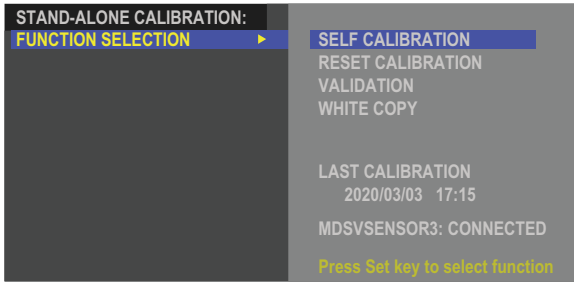 STAND-ALONE CALIBRATION:
FUNCTION SELECTION
SELF CALIBRATION
RESET CALIBRATION
VALIDATION
WHITE COPY
LAST CALIBRATION
2020/03/03 17:15
MDSVSENSOR3: CONNECTED
Press Set key to select function